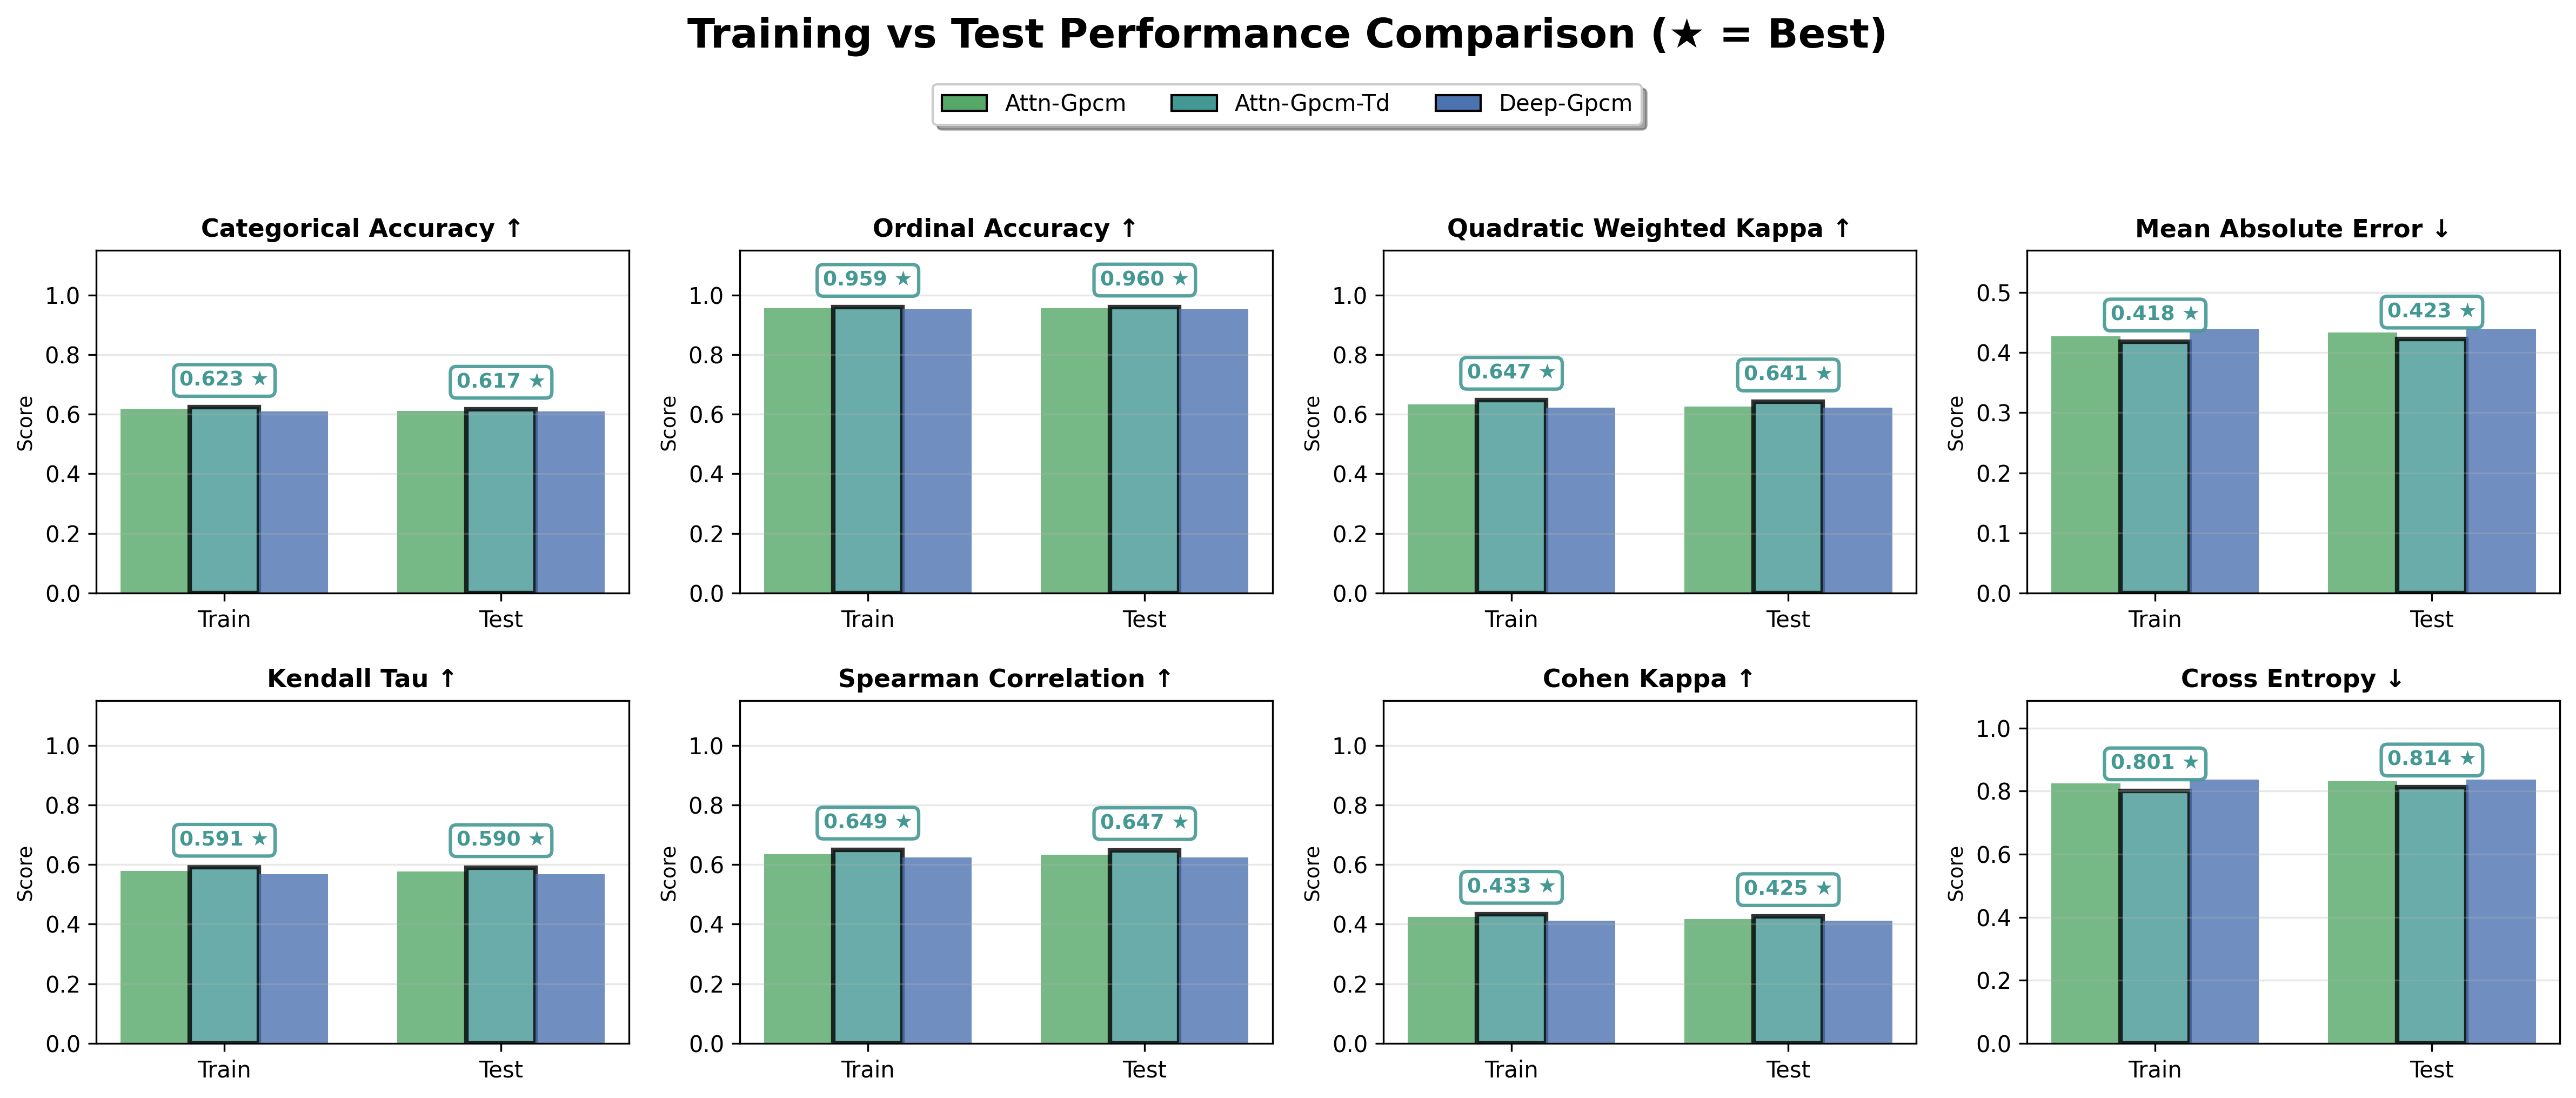 Training vs Test Performance Comparison (★ = Best)
Attn-Gpcm Attn-Gpcm-Td Deep-Gpcm
Categorical Accuracy ↑
Score
1.0
0.8
0.6
0.4
0.2
0.0
0.623 ★
0.617 ★
Train Test
Ordinal Accuracy ↑
Score
1.0
0.8
0.6
0.4
0.2
0.0
0.959 ★
0.960 ★
Train Test
Quadratic Weighted Kappa ↑
Score
1.0
0.8
0.6
0.4
0.2
0.0
0.647 ★
0.641 ★
Train Test
Mean Absolute Error ↓
Score
0.5
0.4
0.3
0.2
0.1
0.0
0.418 ★
0.423 ★
Train Test
Kendall Tau ↑
Score
1.0
0.8
0.6
0.4
0.2
0.0
0.591 ★
0.590 ★
Train Test
Spearman Correlation ↑
Score
1.0
0.8
0.6
0.4
0.2
0.0
0.649 ★
0.647 ★
Train Test
Cohen Kappa ↑
Score
1.0
0.8
0.6
0.4
0.2
0.0
0.433 ★
0.425 ★
Train Test
Cross Entropy ↓
Score
1.0
0.8
0.6
0.4
0.2
0.0
0.801 ★
0.814 ★
Train Test